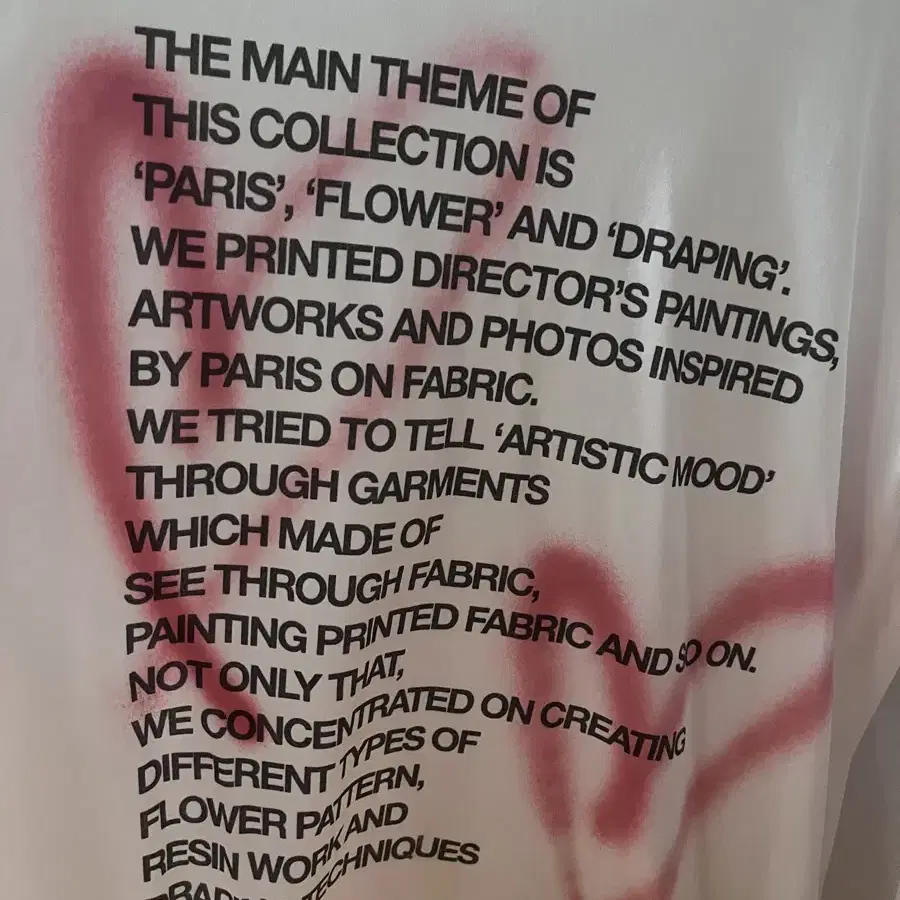 THE MAIN THEME OF
THIS COLLECTION IS
‘PARIS’, ‘FLOWER’ AND ‘DRAPING’.
WE PRINTED DIRECTOR’S PAINTINGS,
ARTWORKS AND PHOTOS INSPIRED
BY PARIS ON FABRIC.
WE TRIED TO TELL ‘ARTISTIC MOOD’
THROUGH GARMENTS
WHICH MADE OF
SEE THROUGH FABRIC,
PAINTING PRINTED FABRIC AND SO ON.
NOT ONLY THAT,
WE CONCENTRATED ON CREATING
DIFFERENT TYPES OF
FLOWER PATTERN,
RESIN WORK AND
TECHNIQUES